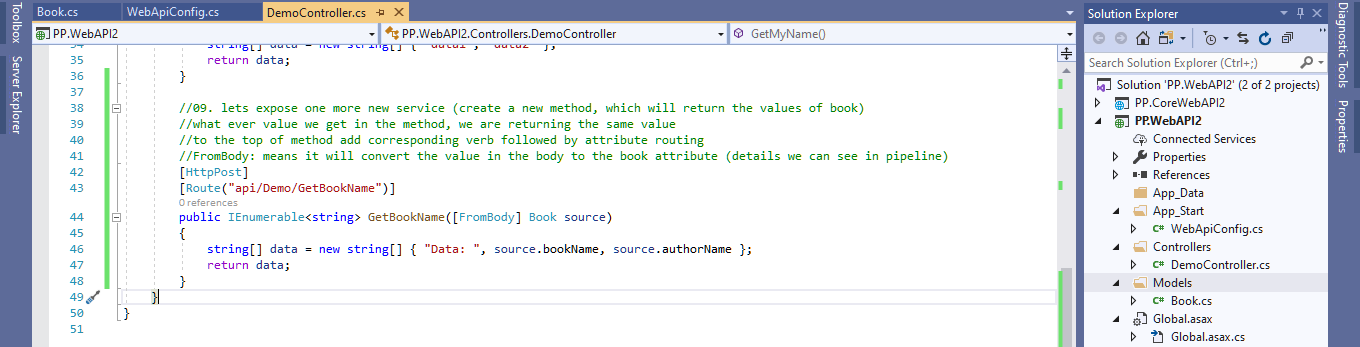 Book.cs
WebApiConfig.cs
DemoController.cs
Solution Explorer
PP.WebAPI2
PP.WebAPI2.Controllers.DemoController
GetMyName()
Toolbox
Server Explorer
34 string[] data = new string[] { "data1", "data2" };
35 return data;
36 }
37
38 //09. lets expose one more new service (create a new method, which will return the values of book)
39 //what ever value we get in the method, we are returning the same value
40 //to the top of method add corresponding verb followed by attribute routing
41 //FromBody: means it will convert the value in the body to the book attribute (details we can see in pipeline)
42 [HttpPost]
43 [Route("api/Demo/GetBookName")]
0 references
44 public IEnumerable<string> GetBookName([FromBody] Book source)
45 {
46 string[] data = new string[] { "Data: ", source.bookName, source.authorName };
47 return data;
48 }
49 }
50 }
51
Search Solution Explorer (Ctrl+;)
Solution 'PP.WebAPI2' (2 of 2 projects)
PP.CoreWebAPI2
PP.WebAPI2
Connected Services
Properties
References
App_Data
App_Start
C# WebApiConfig.cs
Controllers
C# DemoController.cs
Models
C# Book.cs
Global.asax
Global.asax.cs
Diagnostic Tools
Properties